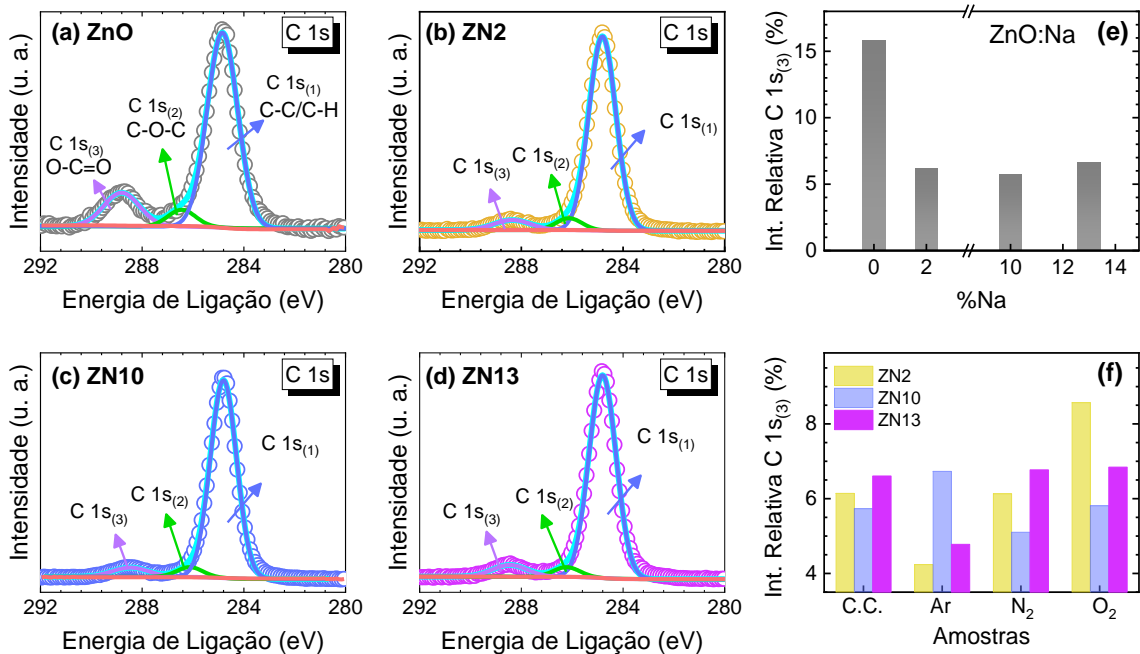 (a) ZnO
C 1s
C 1s(1)
C-C/C-H
C 1s(2)
C-O-C
C 1s(3)
O-C=O
Intensidade (u. a.)
292 288 284 280
Energia de Ligação (eV)
(b) ZN2
C 1s
C 1s(1)
C 1s(2)
C 1s(3)
Intensidade (u. a.)
292 288 284 280
Energia de Ligação (eV)
ZnO:Na (e)
Int. Relativa C 1s(3) (%)
15
10
5
0
0 2 10 12 14
%Na
(c) ZN10
C 1s
C 1s(1)
C 1s(2)
C 1s(3)
Intensidade (u. a.)
292 288 284 280
Energia de Ligação (eV)
(d) ZN13
C 1s
C 1s(1)
C 1s(2)
C 1s(3)
Intensidade (u. a.)
292 288 284 280
Energia de Ligação (eV)
(f)
ZN2
ZN10
ZN13
Int. Relativa C 1s(3) (%)
8
6
4
C.C. Ar N2 O2
Amostras